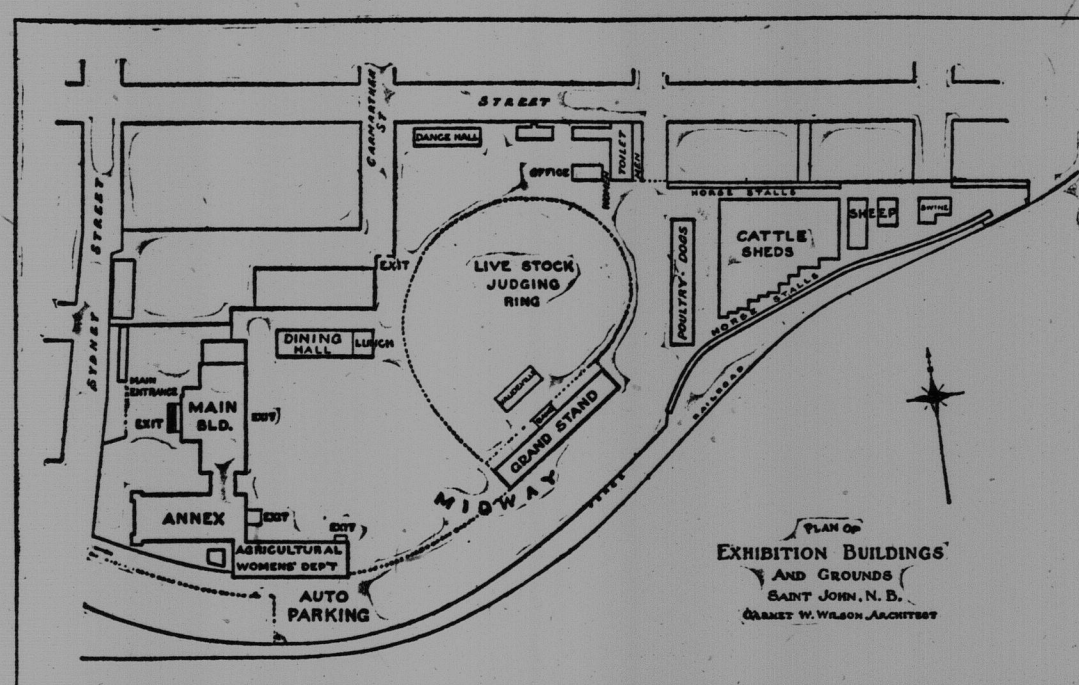 STREET
CARMARTHEN
ST
DANCE HALL
TOILET
MEN
WOMEN
OFFICE
HORSE STALLS
SHEEP
SWINE
STREET
SYDNEY
EXIT
LIVE STOCK
JUDGING
RING
POULTRY - DOGS
CATTLE
SHEDS
HORSE STALLS
DINING
HALL
LUNCH
RAILROAD
MAIN
ENTRANCE
EXIT
MAIN
BLD.
EXIT
VAUDEVILLE
GRAND STAND
MIDWAY
ANNEX
EXIT
EXIT
AGRICULTURAL
WOMENS' DEP'T
AUTO
PARKING
PLAN OF
EXHIBITION BUILDINGS
AND GROUNDS
SAINT JOHN, N. B.
GARNET W. WILSON, ARCHITECT